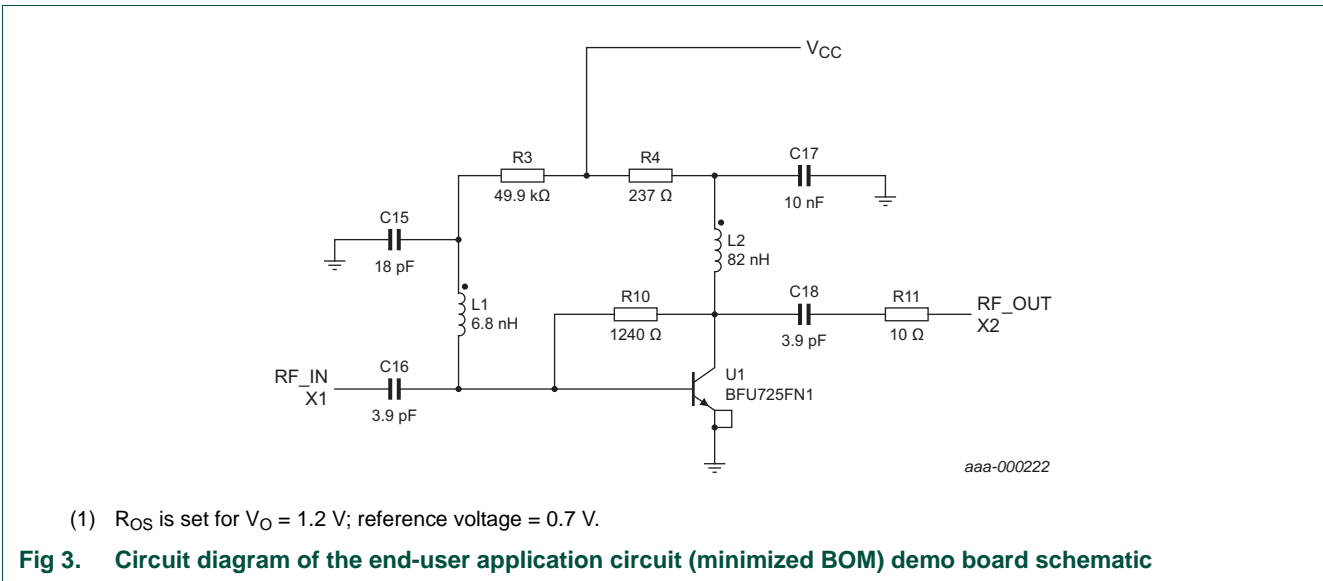 VCC
R3
49.9 kΩ
R4
237 Ω
C17
10 nF
C15
18 pF
L2
82 nH
L1
6.8 nH
R10
1240 Ω
C18
3.9 pF
R11
10 Ω
RF_OUT
X2
RF_IN
X1
C16
3.9 pF
U1
BFU725FN1
aaa-000222
(1) ROS is set for VO = 1.2 V; reference voltage = 0.7 V.
Fig 3. Circuit diagram of the end-user application circuit (minimized BOM) demo board schematic